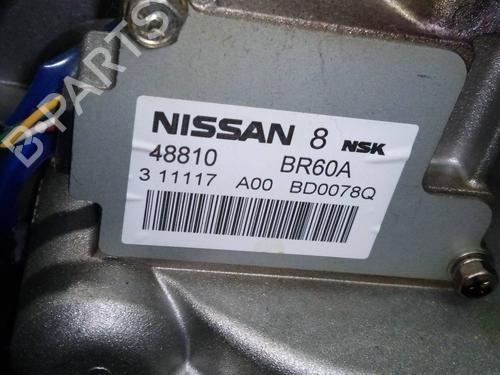 B-PARTS
NISSAN 8 NSK
48810 BR60A
3 11117 A00 BD0078Q